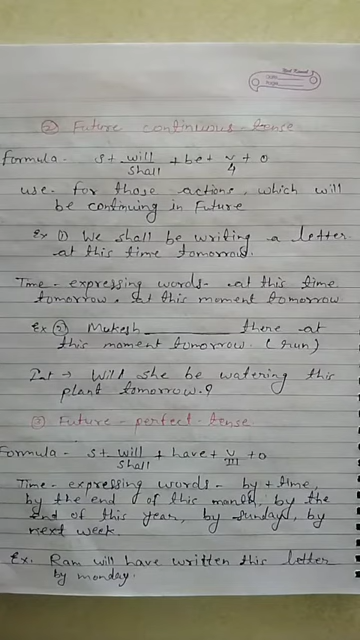 ② Future continuous-tense
Formula- S+ will/shall + be + V4 + O
use- for those actions, which will
be continuing in Future
Ex ① We shall be writing a letter
at this time tomorrow.
Time-expressing words- at this time
tomorrow, at this moment tomorrow
Ex ② Mukesh ______ there at
this moment tomorrow. (run)
Int → Will she be watering this
plant tomorrow.?
③ Future-perfect-tense
Formula- S+ will/shall + have + V III + O
Time-expressing words- by + time,
by the end of this month, by the
end of this year, by sunday, by
next week.
Ex. Ram will have written this letter
by monday.